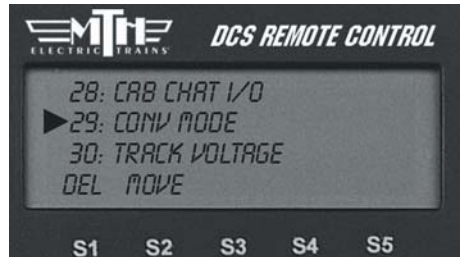 MTH
ELECTRIC TRAINS
DCS REMOTE CONTROL
28: CAB CHAT I/O
29: CONV MODE
30: TRACK VOLTAGE
DEL MOVE
S1 S2 S3 S4 S5